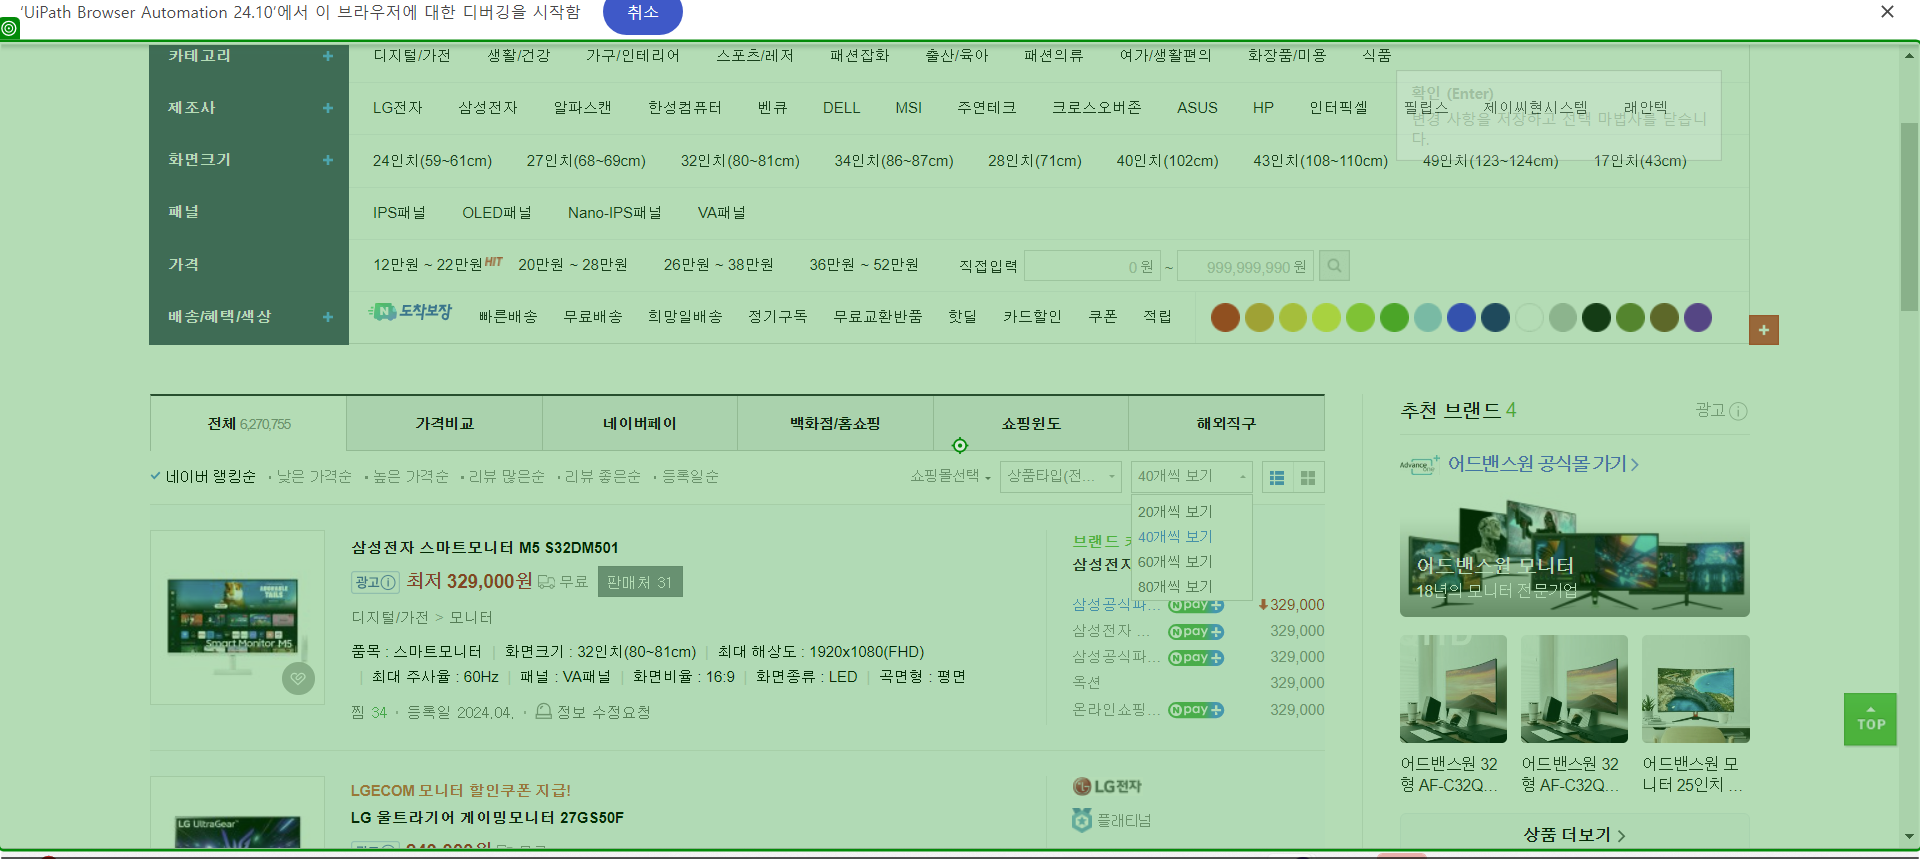 'UiPath Browser Automation 24.10'에서 이 브라우저에 대한 디버깅을 시작함 취소
카테고리 디지털/가전 생활/건강 가구/인테리어 스포츠/레저 패션잡화 출산/육아 패션의류 여가/생활편의 화장품/미용 식품
확인 (Enter)
변경 사항을 저장하고 선택 마법사를 닫습니다.
제조사 LG전자 삼성전자 알파스캔 한성컴퓨터 벤큐 DELL MSI 주연테크 크로스오버존 ASUS HP 인터픽셀 필립스 제이씨현시스템 래안텍
화면크기 24인치(59~61cm) 27인치(68~69cm) 32인치(80~81cm) 34인치(86~87cm) 28인치(71cm) 40인치(102cm) 43인치(108~110cm) 49인치(123~124cm) 17인치(43cm)
패널 IPS패널 OLED패널 Nano-IPS패널 VA패널
가격 12만원 ~ 22만원 HIT 20만원 ~ 28만원 26만원 ~ 38만원 36만원 ~ 52만원 직접입력 0 원 ~ 999,999,990 원
배송/혜택/색상 N 도착보장 빠른배송 무료배송 희망일배송 정기구독 무료교환반품 핫딜 카드할인 쿠폰 적립
전체 6,270,755 가격비교 네이버페이 백화점/홈쇼핑 쇼핑윈도 해외직구
네이버 랭킹순 · 낮은 가격순 · 높은 가격순 · 리뷰 많은순 · 리뷰 좋은순 · 등록일순 쇼핑몰선택 상품타입(전... 40개씩 보기
20개씩 보기
40개씩 보기
60개씩 보기
80개씩 보기
삼성전자 스마트모니터 M5 S32DM501
광고 최저 329,000원 무료 판매처 31
디지털/가전 > 모니터
품목 : 스마트모니터 | 화면크기 : 32인치(80~81cm) | 최대 해상도 : 1920x1080(FHD)
| 최대 주사율 : 60Hz | 패널 : VA패널 | 화면비율 : 16:9 | 화면종류 : LED | 곡면형 : 평면
찜 34 · 등록일 2024.04. · 정보 수정요청
Smart Monitor M5
브랜드
삼성전자
삼성공식파... N pay+ 329,000
삼성전자 ... N pay+ 329,000
삼성공식파... N pay+ 329,000
옥션 329,000
온라인쇼핑... N pay+ 329,000
LGECOM 모니터 할인쿠폰 지급!
LG 울트라기어 게이밍모니터 27GS50F
LG UltraGear
LG전자
플래티넘
추천 브랜드 4 광고
Advance One 어드밴스원 공식몰 가기
어드밴스원 모니터
18년의 모니터 전문기업
어드밴스원 32형 AF-C32Q...
어드밴스원 32형 AF-C32Q...
어드밴스원 모니터 25인치 ...
상품 더보기
TOP